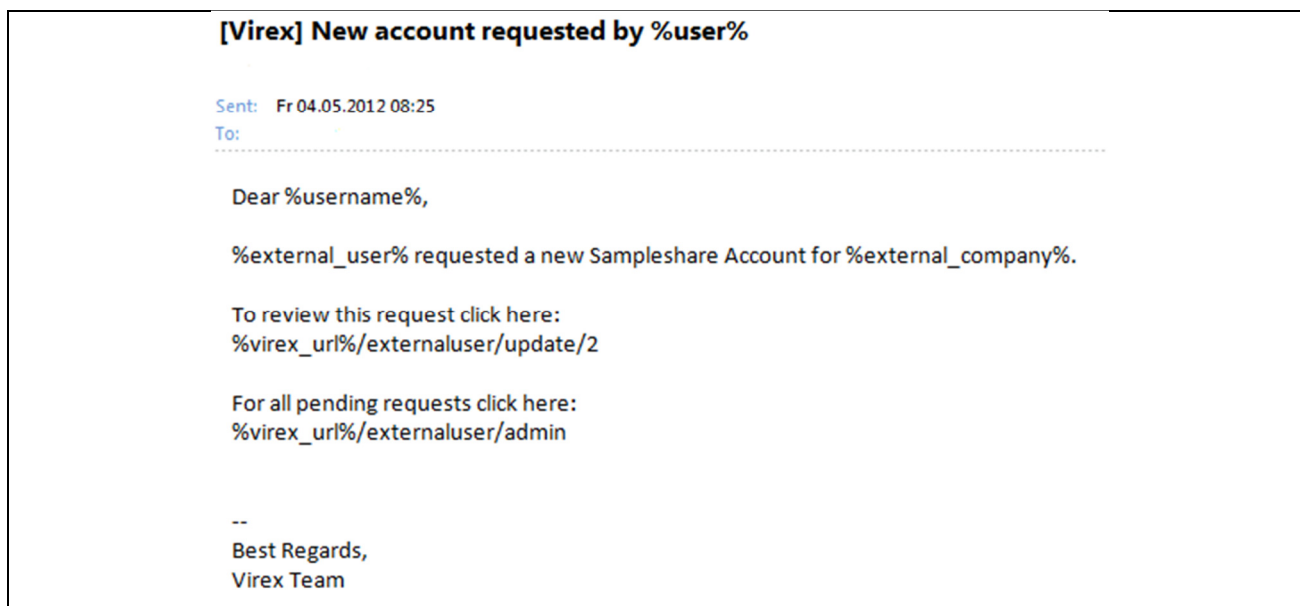 [Virex] New account requested by %user%
Sent: Fr 04.05.2012 08:25
To:
Dear %username%,
%external_user% requested a new Sampleshare Account for %external_company%.
To review this request click here:
%virex_url%/externaluser/update/2
For all pending requests click here:
%virex_url%/externaluser/admin
--
Best Regards,
Virex Team